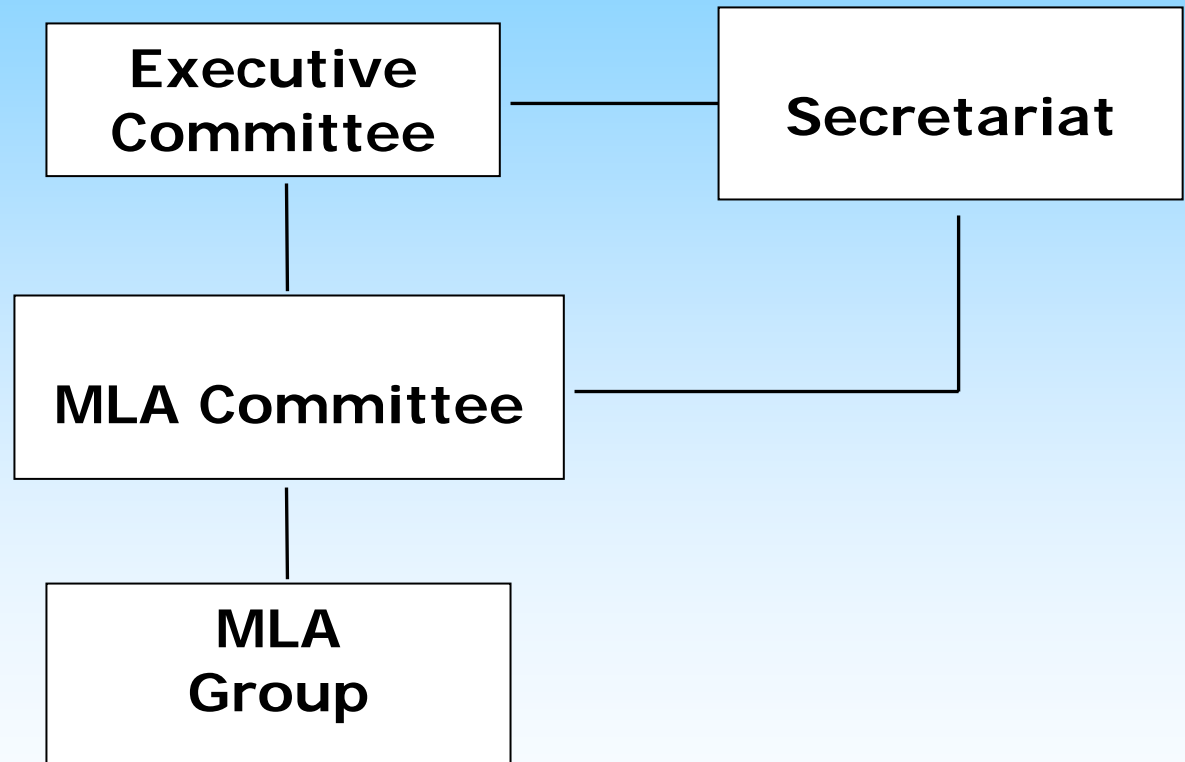 Executive
Committee
Secretariat
MLA Committee
MLA
Group